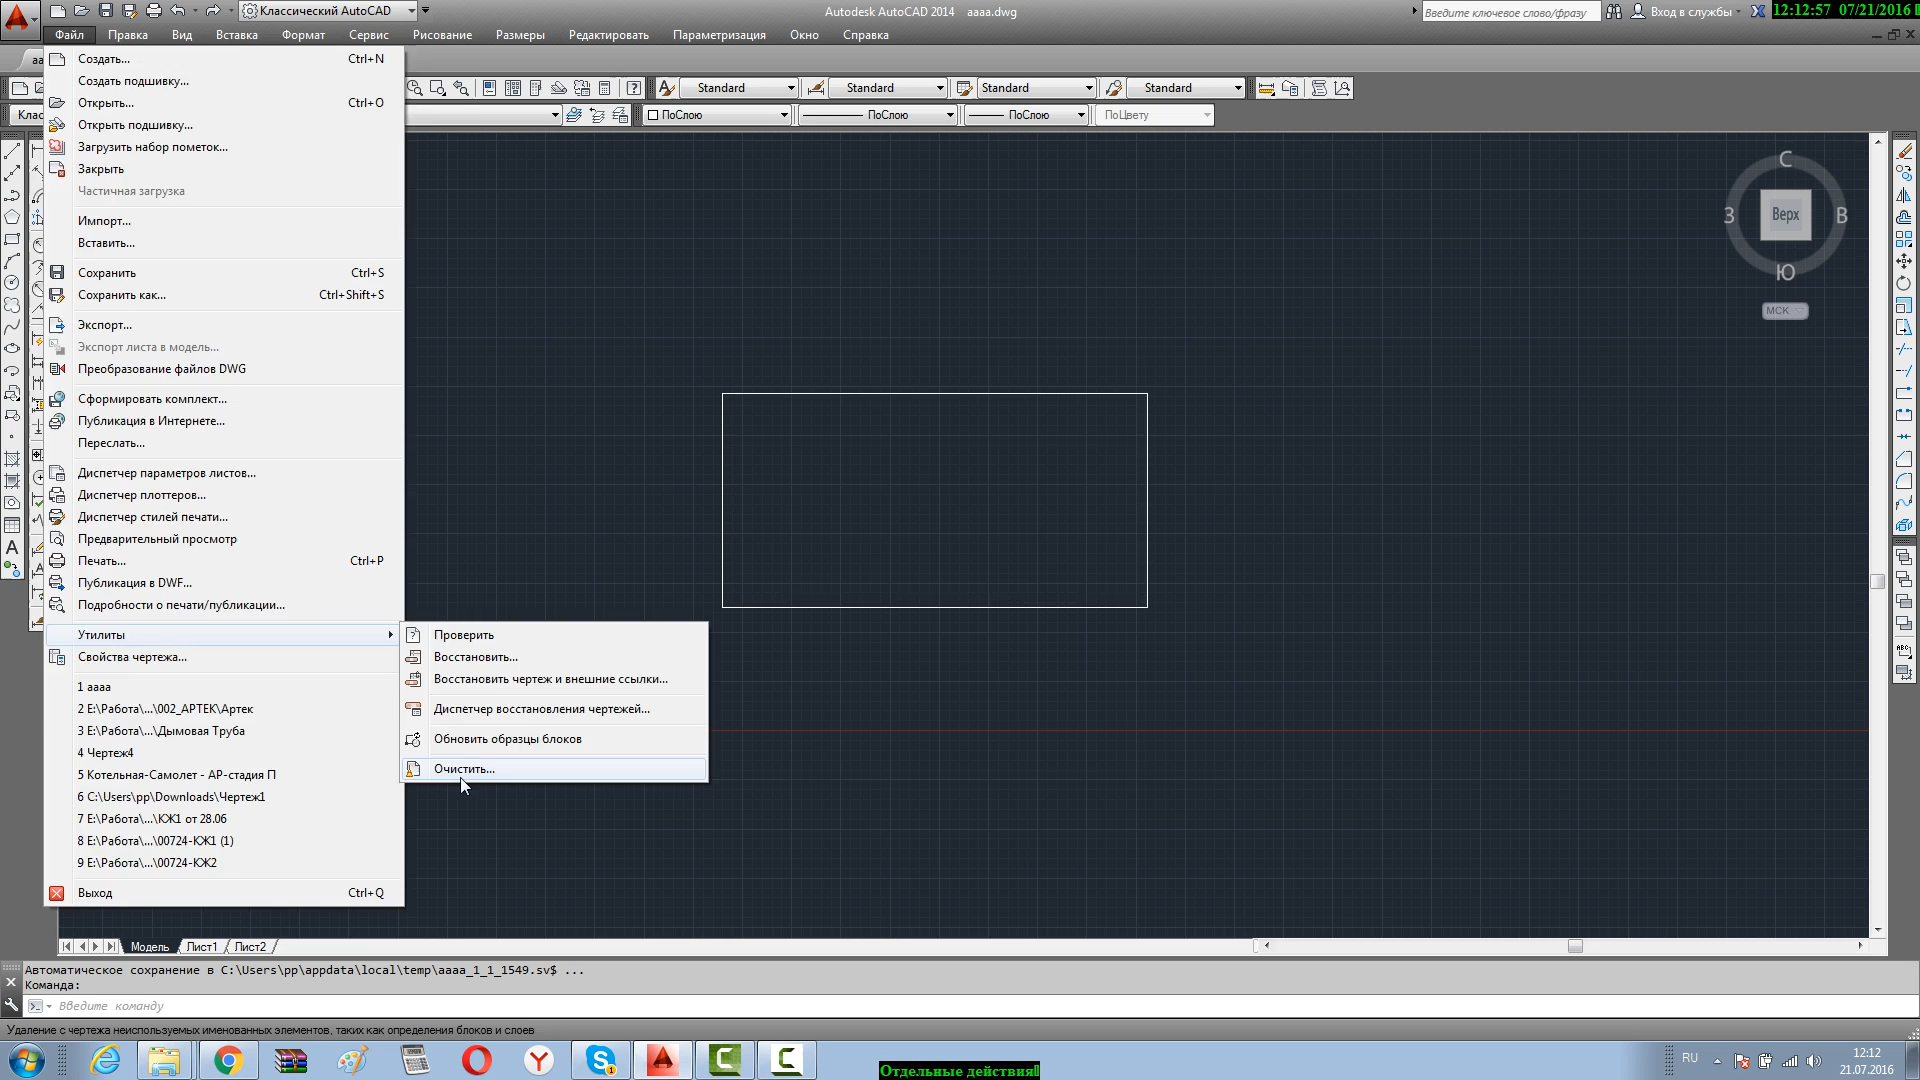 Классический AutoCAD
Autodesk AutoCAD 2014 aaaa.dwg
Введите ключевое слово/фразу
Вход в службы
12:12:57 07/21/2016
Файл Правка Вид Вставка Формат Сервис Рисование Размеры Редактировать Параметризация Окно Справка
Создать... Ctrl+N
Создать подшивку...
Открыть... Ctrl+O
Открыть подшивку...
Загрузить набор пометок...
Закрыть
Частичная загрузка
Импорт...
Вставить...
Сохранить Ctrl+S
Сохранить как... Ctrl+Shift+S
Экспорт...
Экспорт листа в модель...
Преобразование файлов DWG
Сформировать комплект...
Публикация в Интернете...
Переслать...
Диспетчер параметров листов...
Диспетчер плоттеров...
Диспетчер стилей печати...
Предварительный просмотр
Печать... Ctrl+P
Публикация в DWF...
Подробности о печати/публикации...
Утилиты
Свойства чертежа...
1 aaaa
2 E:\Работа\...\002_АРТЕК\Артек
3 E:\Работа\...\Дымовая Труба
4 Чертеж4
5 Котельная-Самолет - АР-стадия П
6 C:\Users\pp\Downloads\Чертеж1
7 E:\Работа\...\КЖ1 от 28.06
8 E:\Работа\...\00724-КЖ1 (1)
9 E:\Работа\...\00724-КЖ2
Выход Ctrl+Q
Проверить
Восстановить...
Восстановить чертеж и внешние ссылки...
Диспетчер восстановления чертежей...
Обновить образцы блоков
Очистить...
aa
Клас
Standard Standard Standard Standard
ПоСлою ПоСлою ПоСлою ПоЦвету
С
З Верх В
Ю
МСК
Модель Лист1 Лист2
Автоматическое сохранение в C:\Users\pp\appdata\local\temp\aaaa_1_1_1549.sv$ ...
Команда:
Введите команду
Удаление с чертежа неиспользуемых именованных элементов, таких как определения блоков и слоев
Отдельные действия
RU
12:12
21.07.2016